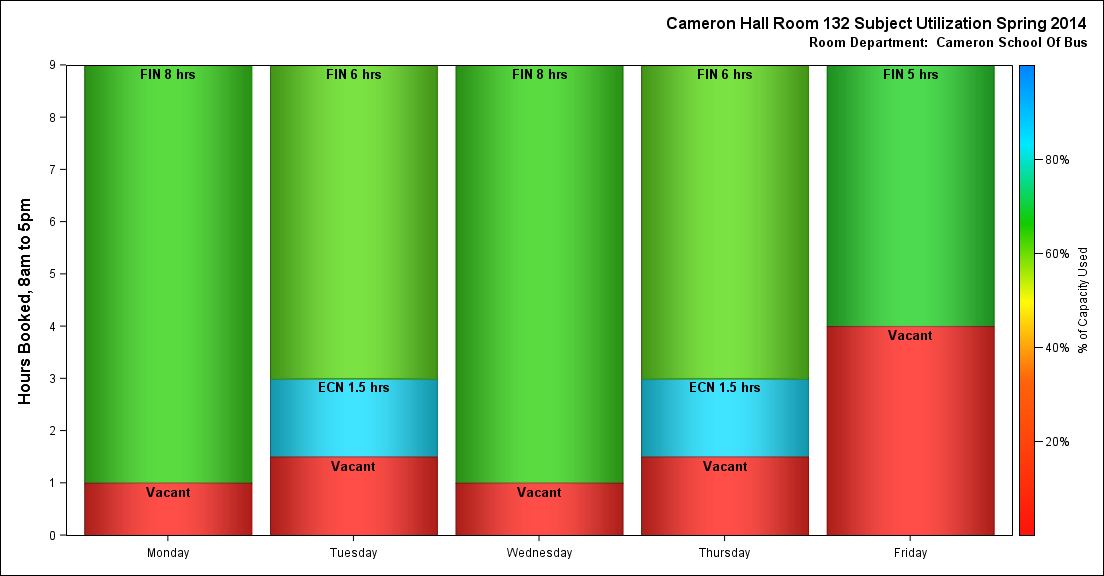 Cameron Hall Room 132 Subject Utilization Spring 2014
Room Department:  Cameron School Of Bus
Hours Booked, 8am to 5pm
9
8
7
6
5
4
3
2
1
0
FIN 8 hrs
Vacant
FIN 6 hrs
ECN 1.5 hrs
Vacant
FIN 8 hrs
Vacant
FIN 6 hrs
ECN 1.5 hrs
Vacant
FIN 5 hrs
Vacant
Monday
Tuesday
Wednesday
Thursday
Friday
80%
60%
40%
20%
% of Capacity Used